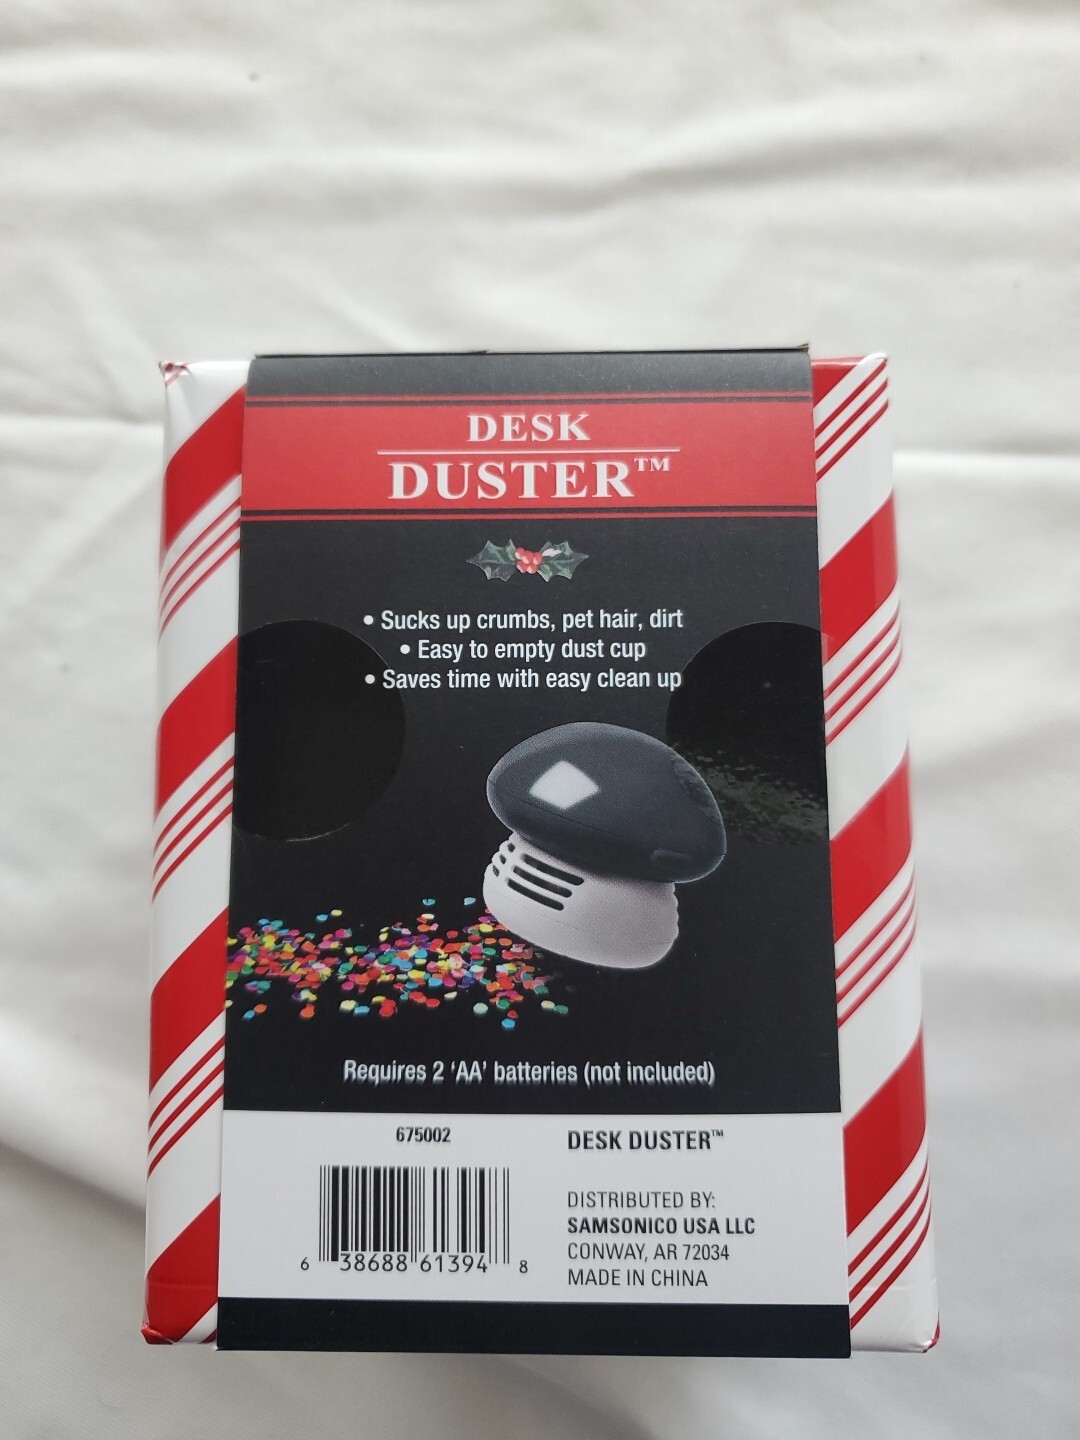 DESK
DUSTER™
• Sucks up crumbs, pet hair, dirt
• Easy to empty dust cup
• Saves time with easy clean up
Requires 2 'AA' batteries (not included)
675002
6 38688 61394 8
DESK DUSTER™
DISTRIBUTED BY:
SAMSONICO USA LLC
CONWAY, AR 72034
MADE IN CHINA